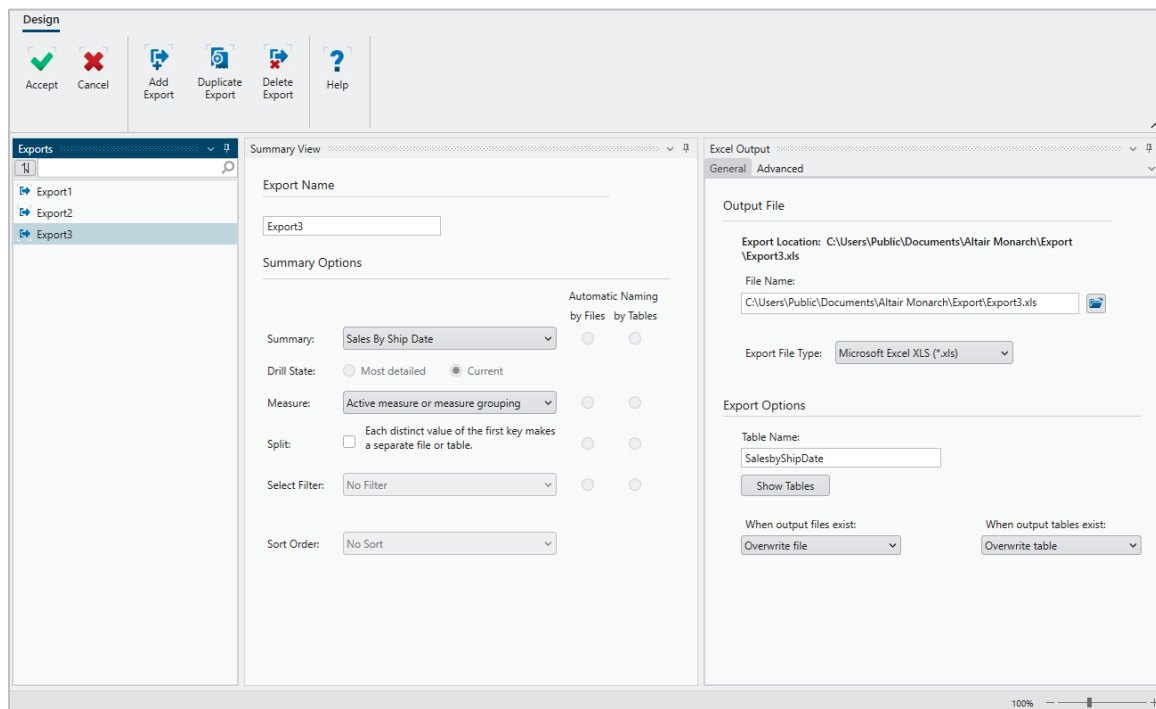 Design
Accept
Cancel
Add
Export
Duplicate
Export
Delete
Export
Help
Exports
Export1
Export2
Export3
Summary View
Export Name
Export3
Summary Options
Automatic Naming
by Files by Tables
Summary: Sales By Ship Date
Drill State: Most detailed Current
Measure: Active measure or measure grouping
Split: Each distinct value of the first key makes
a separate file or table.
Select Filter: No Filter
Sort Order: No Sort
Excel Output
General Advanced
Output File
Export Location: C:\Users\Public\Documents\Altair Monarch\Export
\Export3.xls
File Name:
C:\Users\Public\Documents\Altair Monarch\Export\Export3.xls
Export File Type: Microsoft Excel XLS (*.xls)
Export Options
Table Name:
SalesbyShipDate
Show Tables
When output files exist: When output tables exist:
Overwrite file Overwrite table
100%